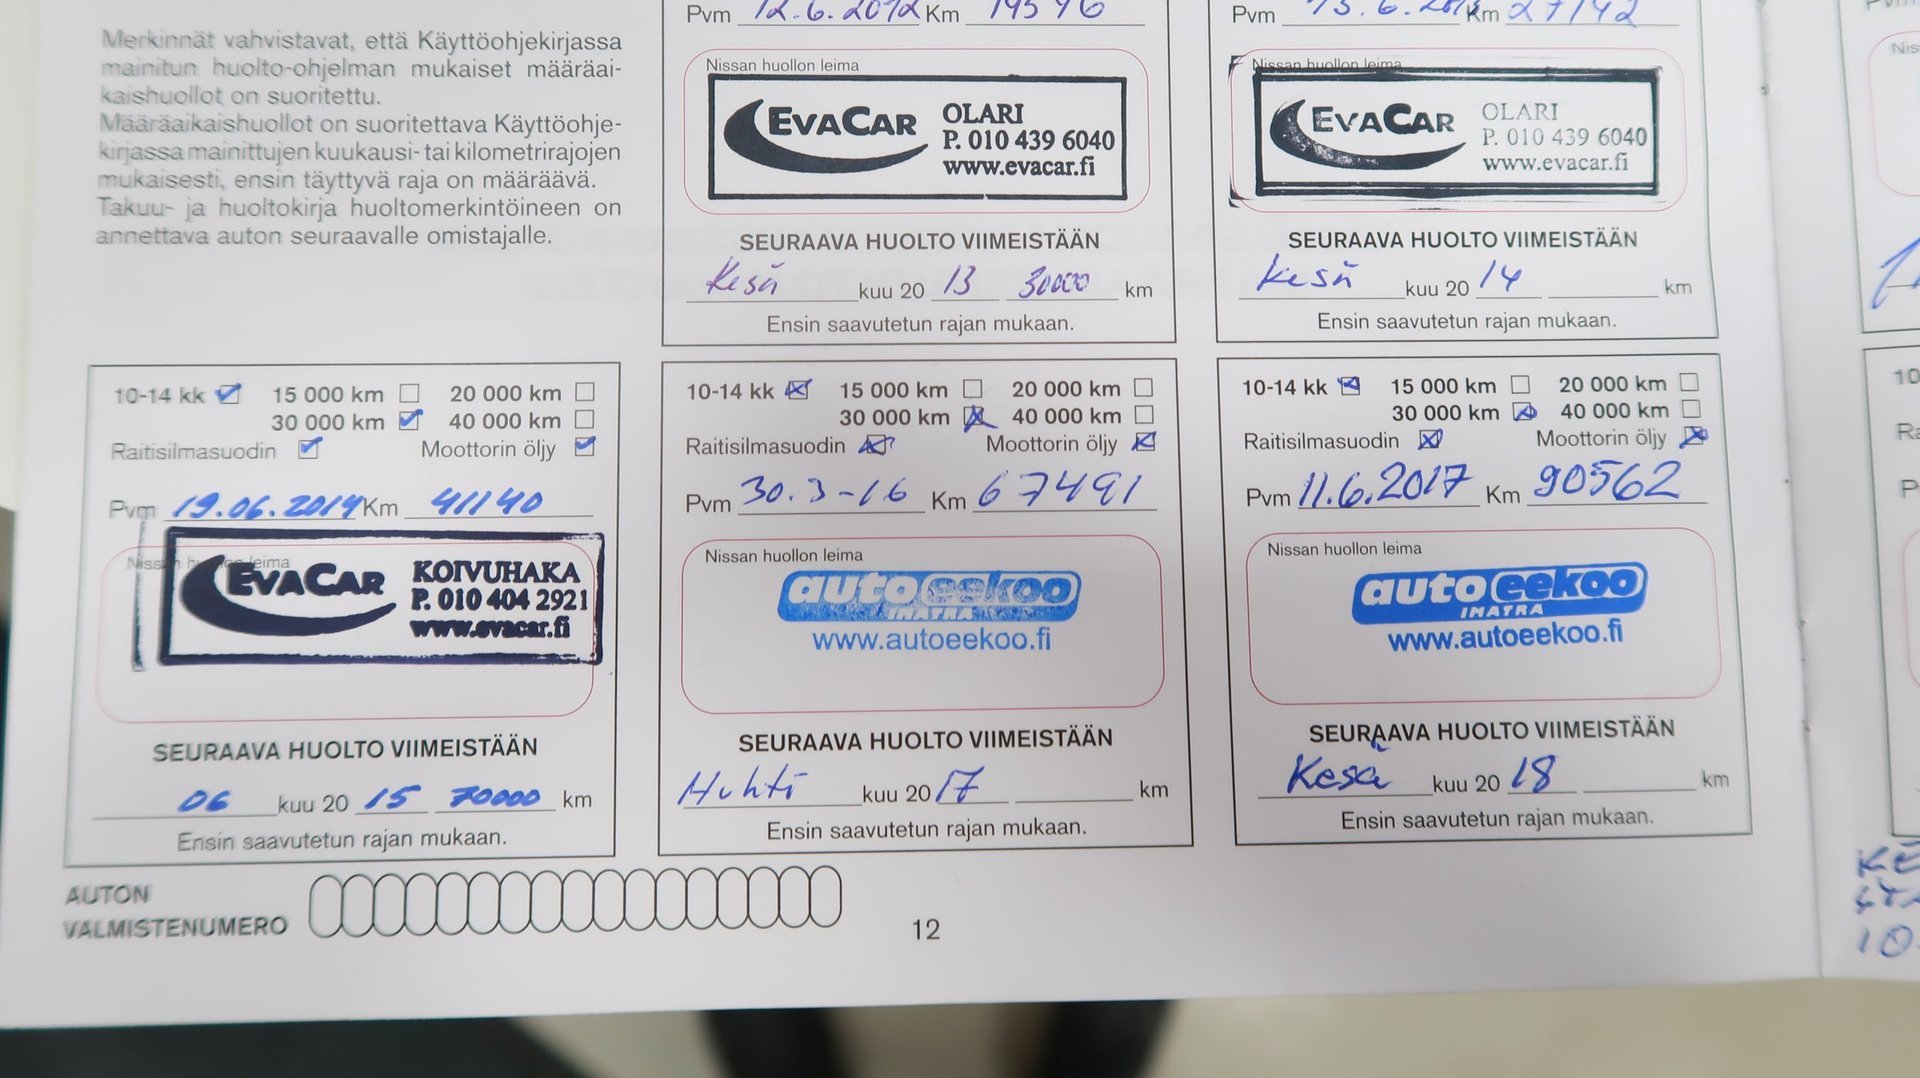 Merkinnät vahvistavat, että Käyttöohjekirjassa
mainitun huolto-ohjelman mukaiset määräai-
kaishuollot on suoritettu.
Määräaikaishuollot on suoritettava Käyttöohje-
kirjassa mainittujen kuukausi- tai kilometrirajojen
mukaisesti, ensin täyttyvä raja on määräävä.
Takuu- ja huoltokirja huoltomerkintöineen on
annettava auton seuraavalle omistajalle.
Pvm 12.6.2012 Km
Nissan huollon leima
EVACAR OLARI
P. 010 439 6040
www.evacar.fi
SEURAAVA HUOLTO VIIMEISTÄÄN
Kesä kuu 20 13 30000 km
Ensin saavutetun rajan mukaan.
Pvm Km 27142
Nissan huollon leima
EVACAR OLARI
P. 010 439 6040
www.evacar.fi
SEURAAVA HUOLTO VIIMEISTÄÄN
Kesä kuu 20 14 km
Ensin saavutetun rajan mukaan.
10-14 kk 15 000 km 20 000 km
30 000 km 40 000 km
Raitisilmasuodin Moottorin öljy
Pvm 19.06.2014 Km 41140
Nissan huollon leima
EVACAR KOIVUHAKA
P. 010 404 2921
www.evacar.fi
SEURAAVA HUOLTO VIIMEISTÄÄN
06 kuu 20 15 70000 km
Ensin saavutetun rajan mukaan.
10-14 kk 15 000 km 20 000 km
30 000 km 40 000 km
Raitisilmasuodin Moottorin öljy
Pvm 30.3-16 Km 67491
Nissan huollon leima
autoeekoo
IMATRA
www.autoeekoo.fi
SEURAAVA HUOLTO VIIMEISTÄÄN
Huhti kuu 20 17 km
Ensin saavutetun rajan mukaan.
10-14 kk 15 000 km 20 000 km
30 000 km 40 000 km
Raitisilmasuodin Moottorin öljy
Pvm 11.6.2017 Km 90562
Nissan huollon leima
autoeekoo
IMATRA
www.autoeekoo.fi
SEURAAVA HUOLTO VIIMEISTÄÄN
Kesä kuu 20 18 km
Ensin saavutetun rajan mukaan.
AUTON
VALMISTENUMERO
12